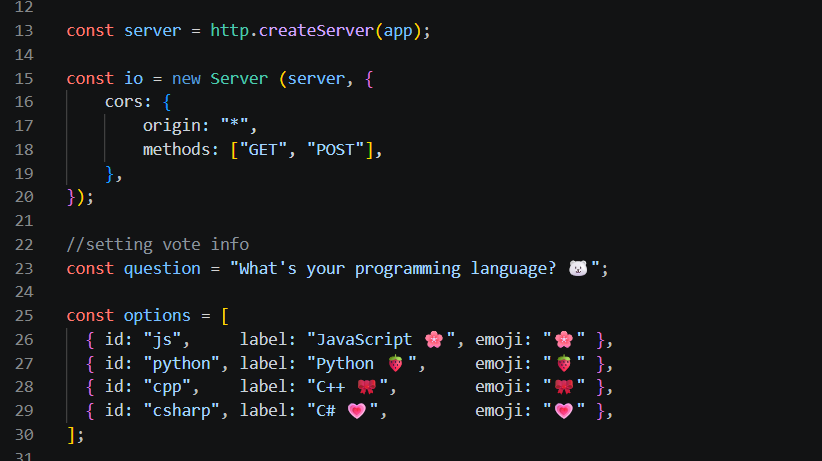 12
13 const server = http.createServer(app);
14
15 const io = new Server (server, {
16     cors: {
17         origin: "*",
18         methods: ["GET", "POST"],
19     },
20 });
21
22 //setting vote info
23 const question = "What's your programming language? 🐻‍❄️";
24
25 const options = [
26   { id: "js",     label: "JavaScript 🌸", emoji: "🌸" },
27   { id: "python", label: "Python 🍓",     emoji: "🍓" },
28   { id: "cpp",    label: "C++ 🎀",        emoji: "🎀" },
29   { id: "csharp", label: "C# 💗",         emoji: "💗" },
30 ];
31